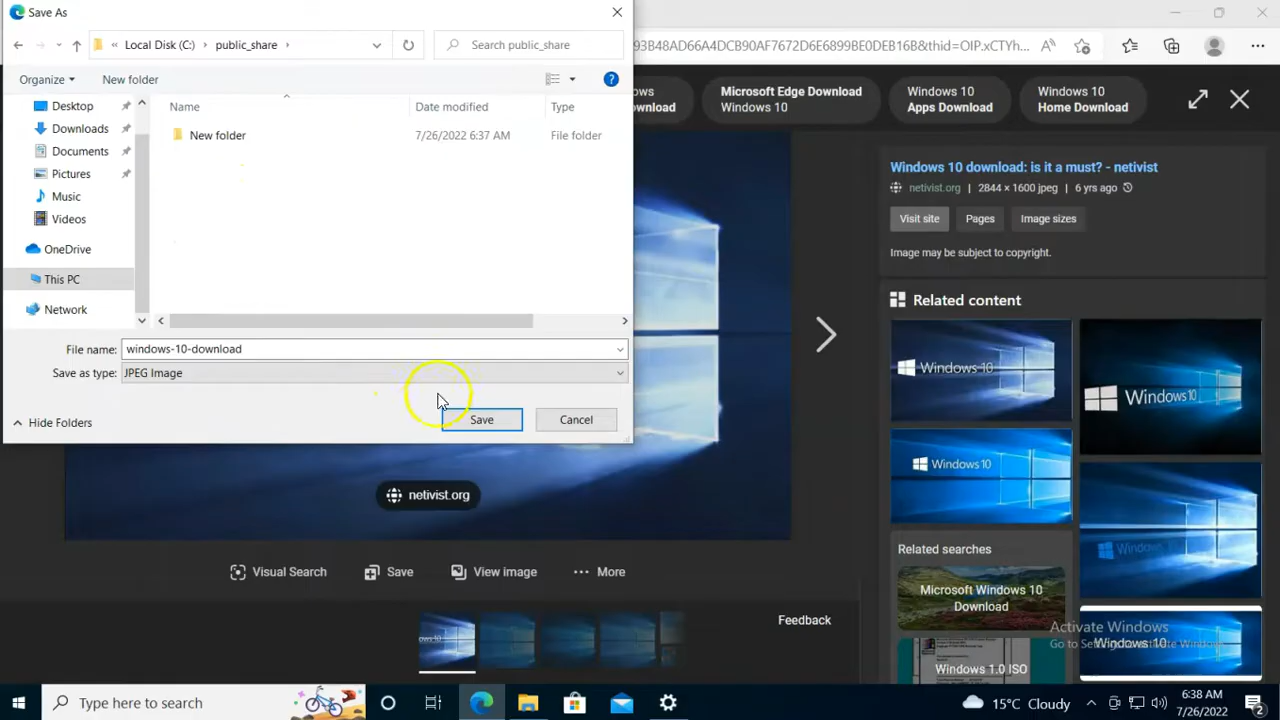 Save As
Local Disk (C:) › public_share ›
Search public_share
Organize
New folder
Desktop
Downloads
Documents
Pictures
Music
Videos
OneDrive
This PC
Network
Name
Date modified
Type
New folder
7/26/2022 6:37 AM
File folder
File name:
windows-10-download
Save as type:
JPEG Image
Hide Folders
Save
Cancel
93B48AD66A4DCB90AF7672D6E6899BE0DEB16B&thid=OIP.xCTYh...
Microsoft Edge Download
Windows 10
Windows 10
Apps Download
Windows 10
Home Download
Windows 10 download: is it a must? - netivist
netivist.org | 2844 × 1600 jpeg | 6 yrs ago
Visit site
Pages
Image sizes
Image may be subject to copyright.
Related content
Windows 10
Windows 10
Windows 10
Windows 10
Related searches
Microsoft Windows 10
Download
Windows 10
Windows 1.0 ISO
Activate Windows
netivist.org
Visual Search
Save
View image
More
Feedback
Type here to search
15°C Cloudy
6:38 AM
7/26/2022
2